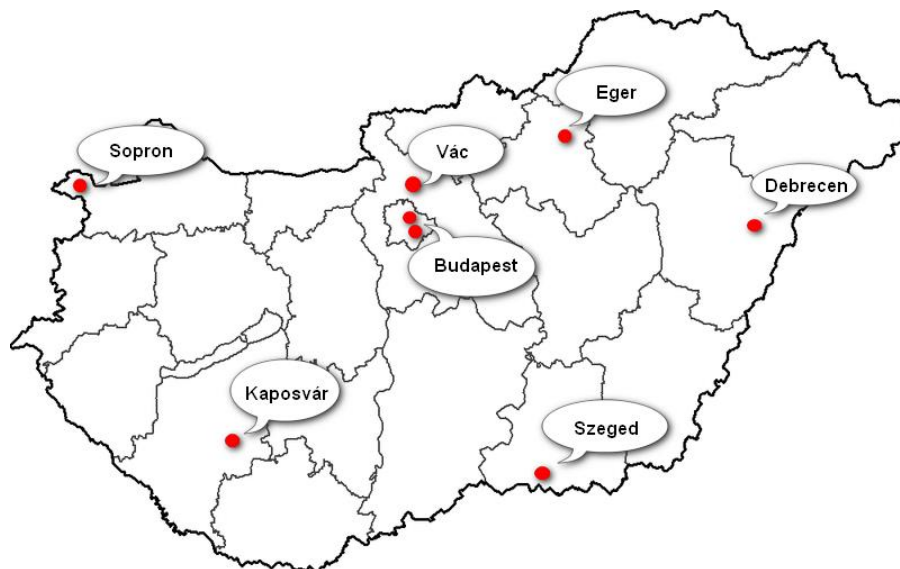 Eger
Sopron
Vác
Debrecen
Budapest
Kaposvár
Szeged